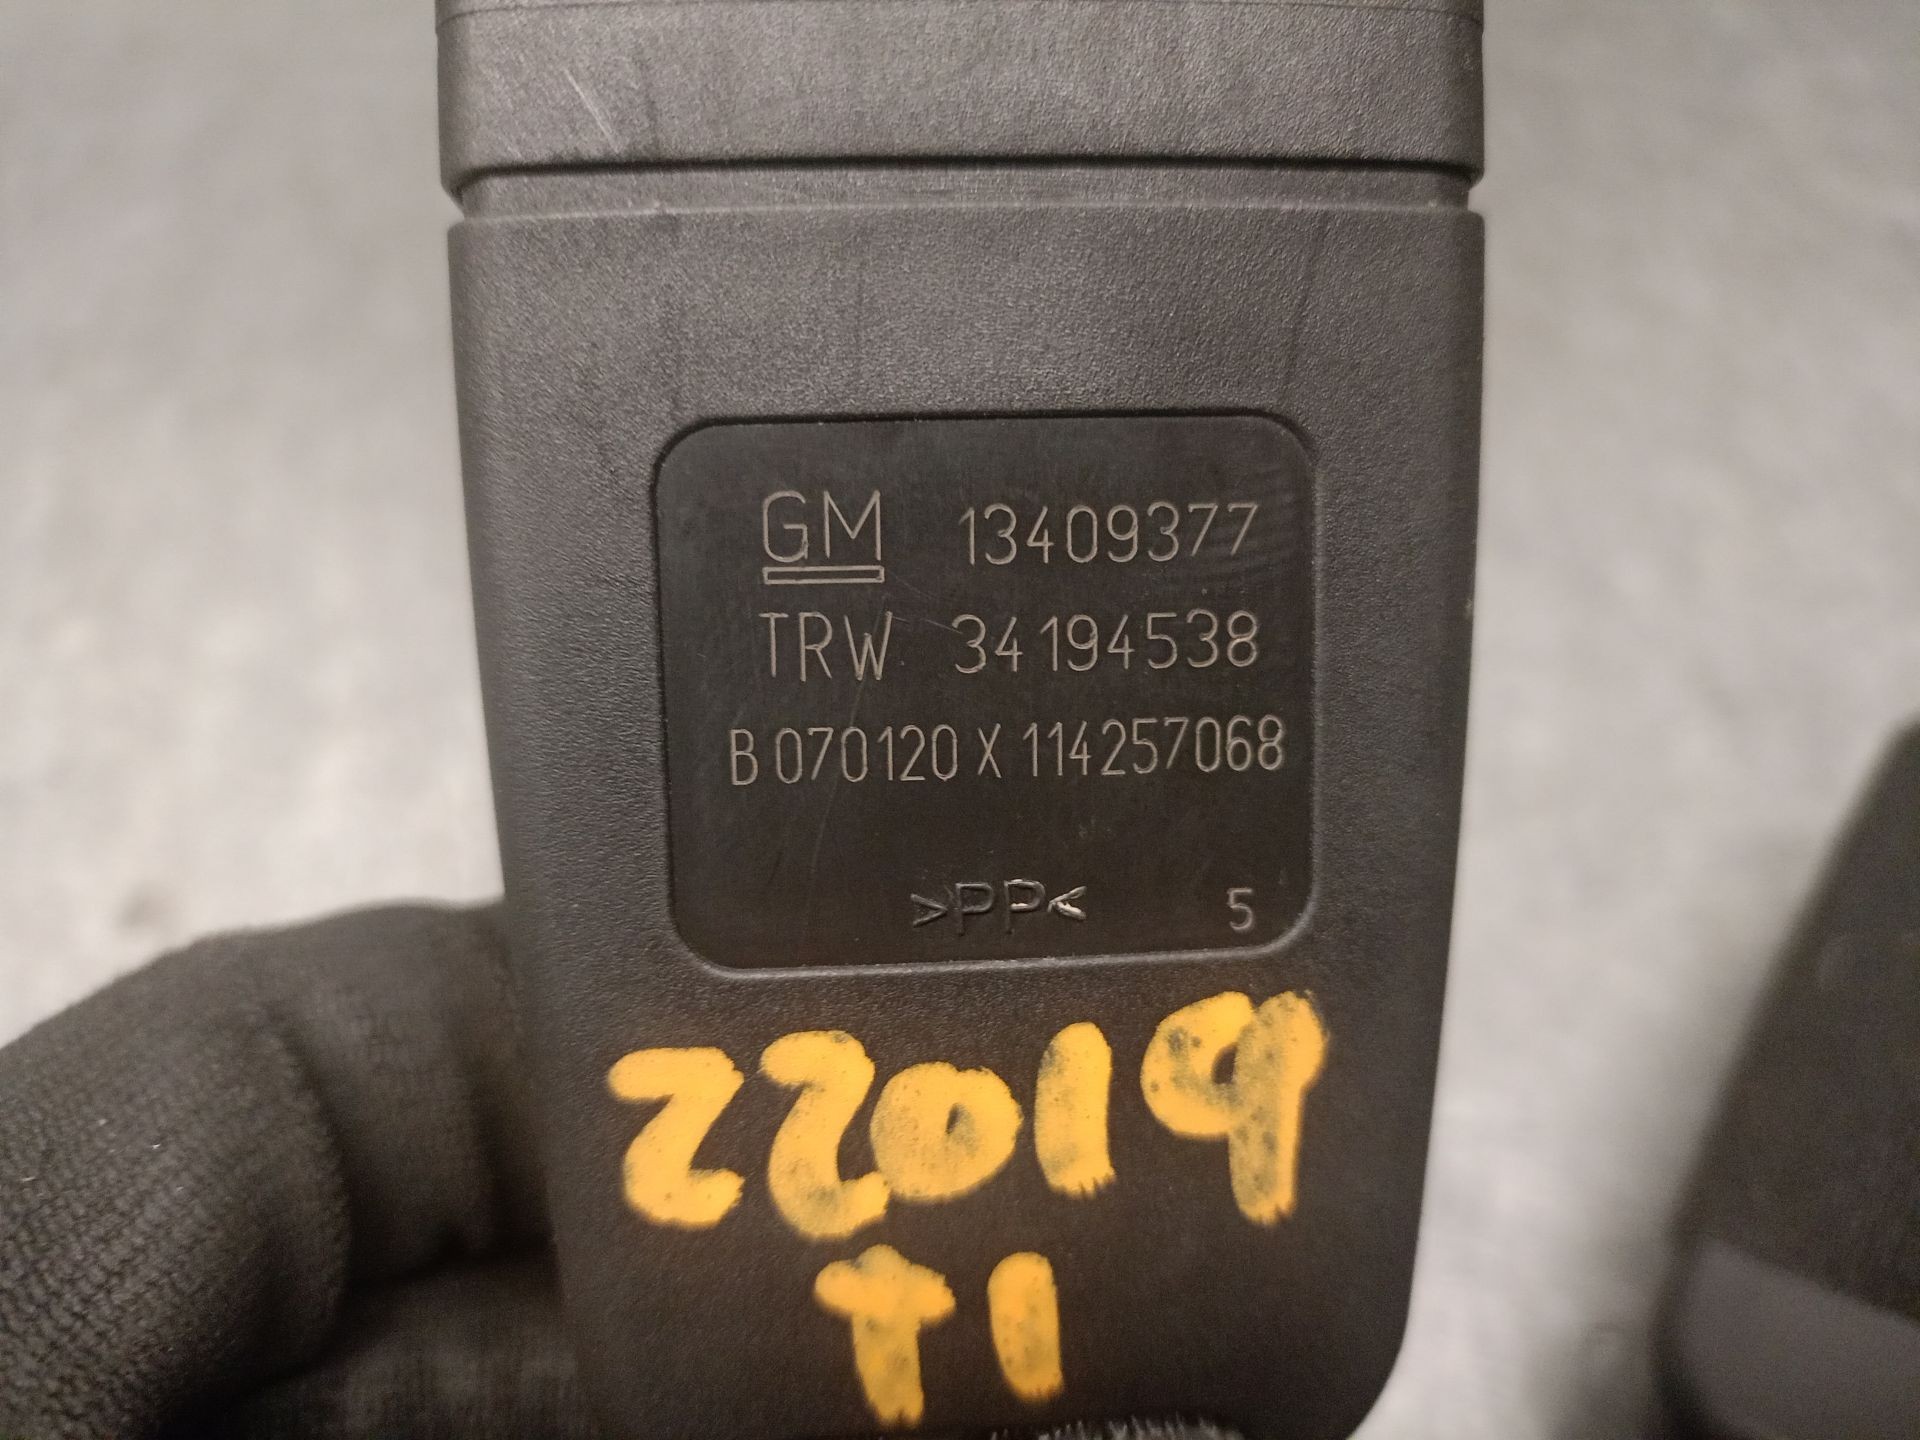 GM 13409377
TRW 34194538
B 070120 X 114257068
>PP< 5
22019
T1